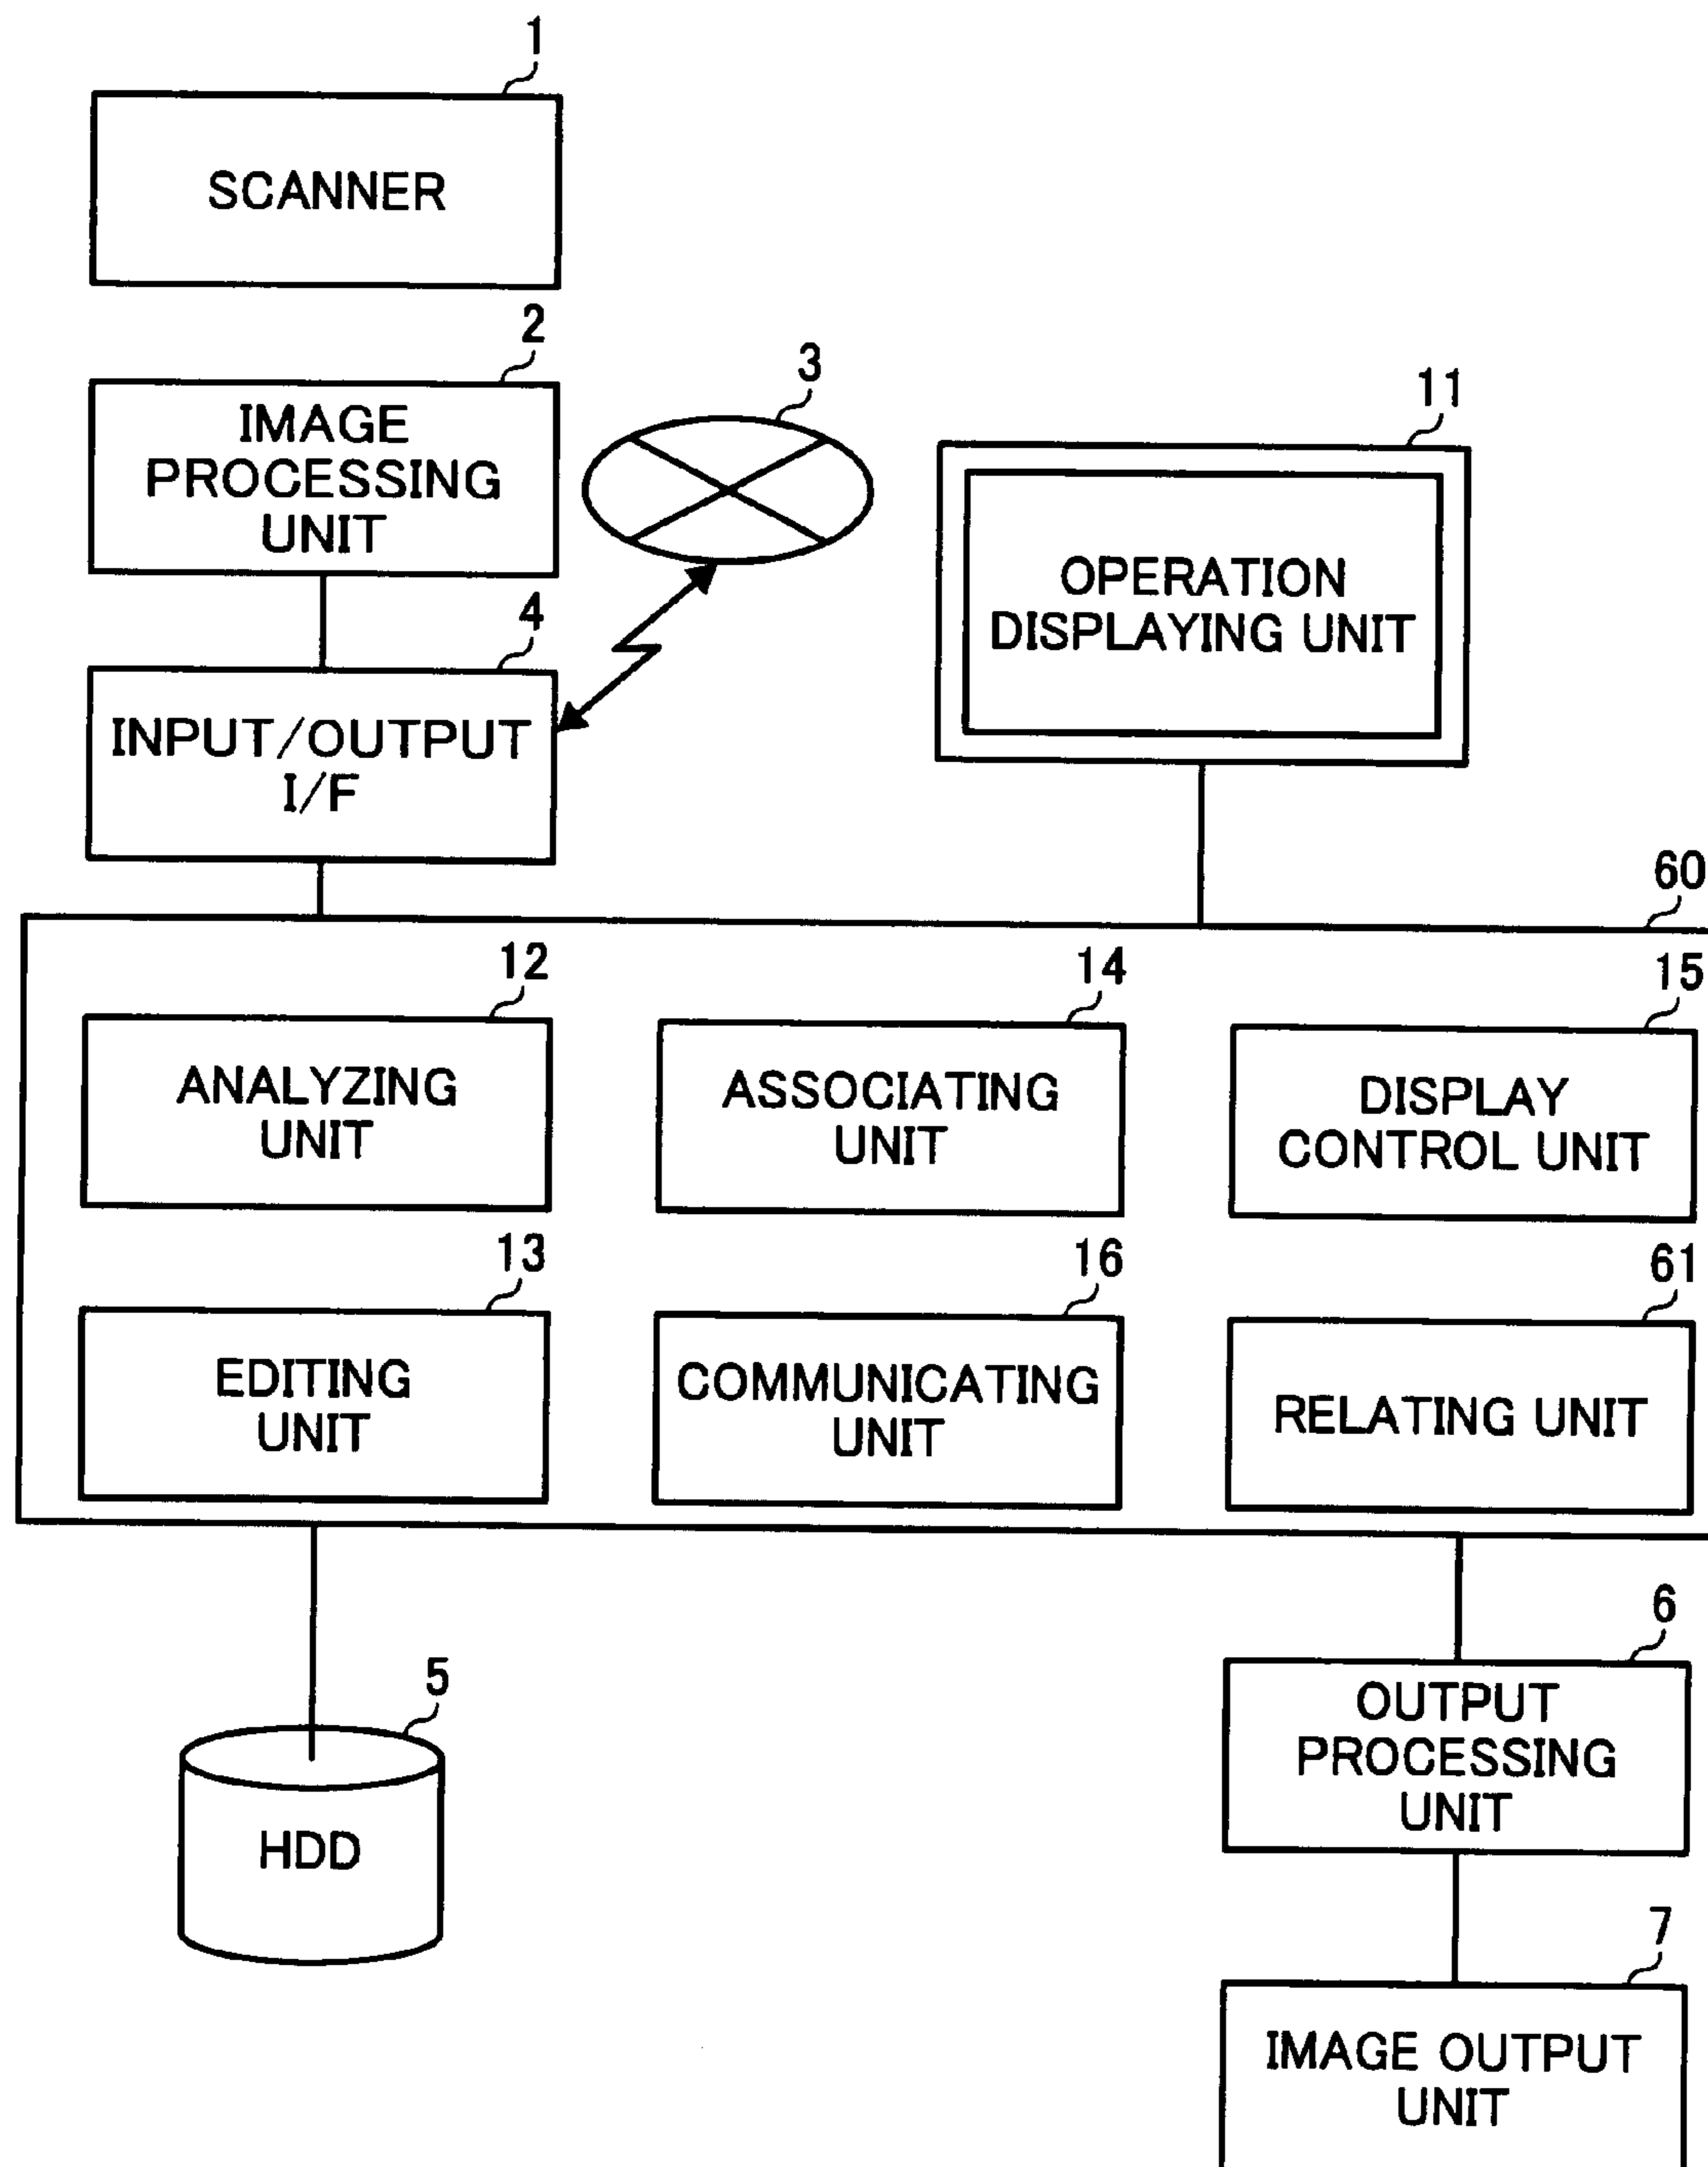 1
SCANNER
2
IMAGE
PROCESSING
UNIT
3
4
INPUT/OUTPUT
I/F
11
OPERATION
DISPLAYING UNIT
60
12
ANALYZING
UNIT
14
ASSOCIATING
UNIT
15
DISPLAY
CONTROL UNIT
13
EDITING
UNIT
16
COMMUNICATING
UNIT
61
RELATING UNIT
5
HDD
6
OUTPUT
PROCESSING
UNIT
7
IMAGE OUTPUT
UNIT